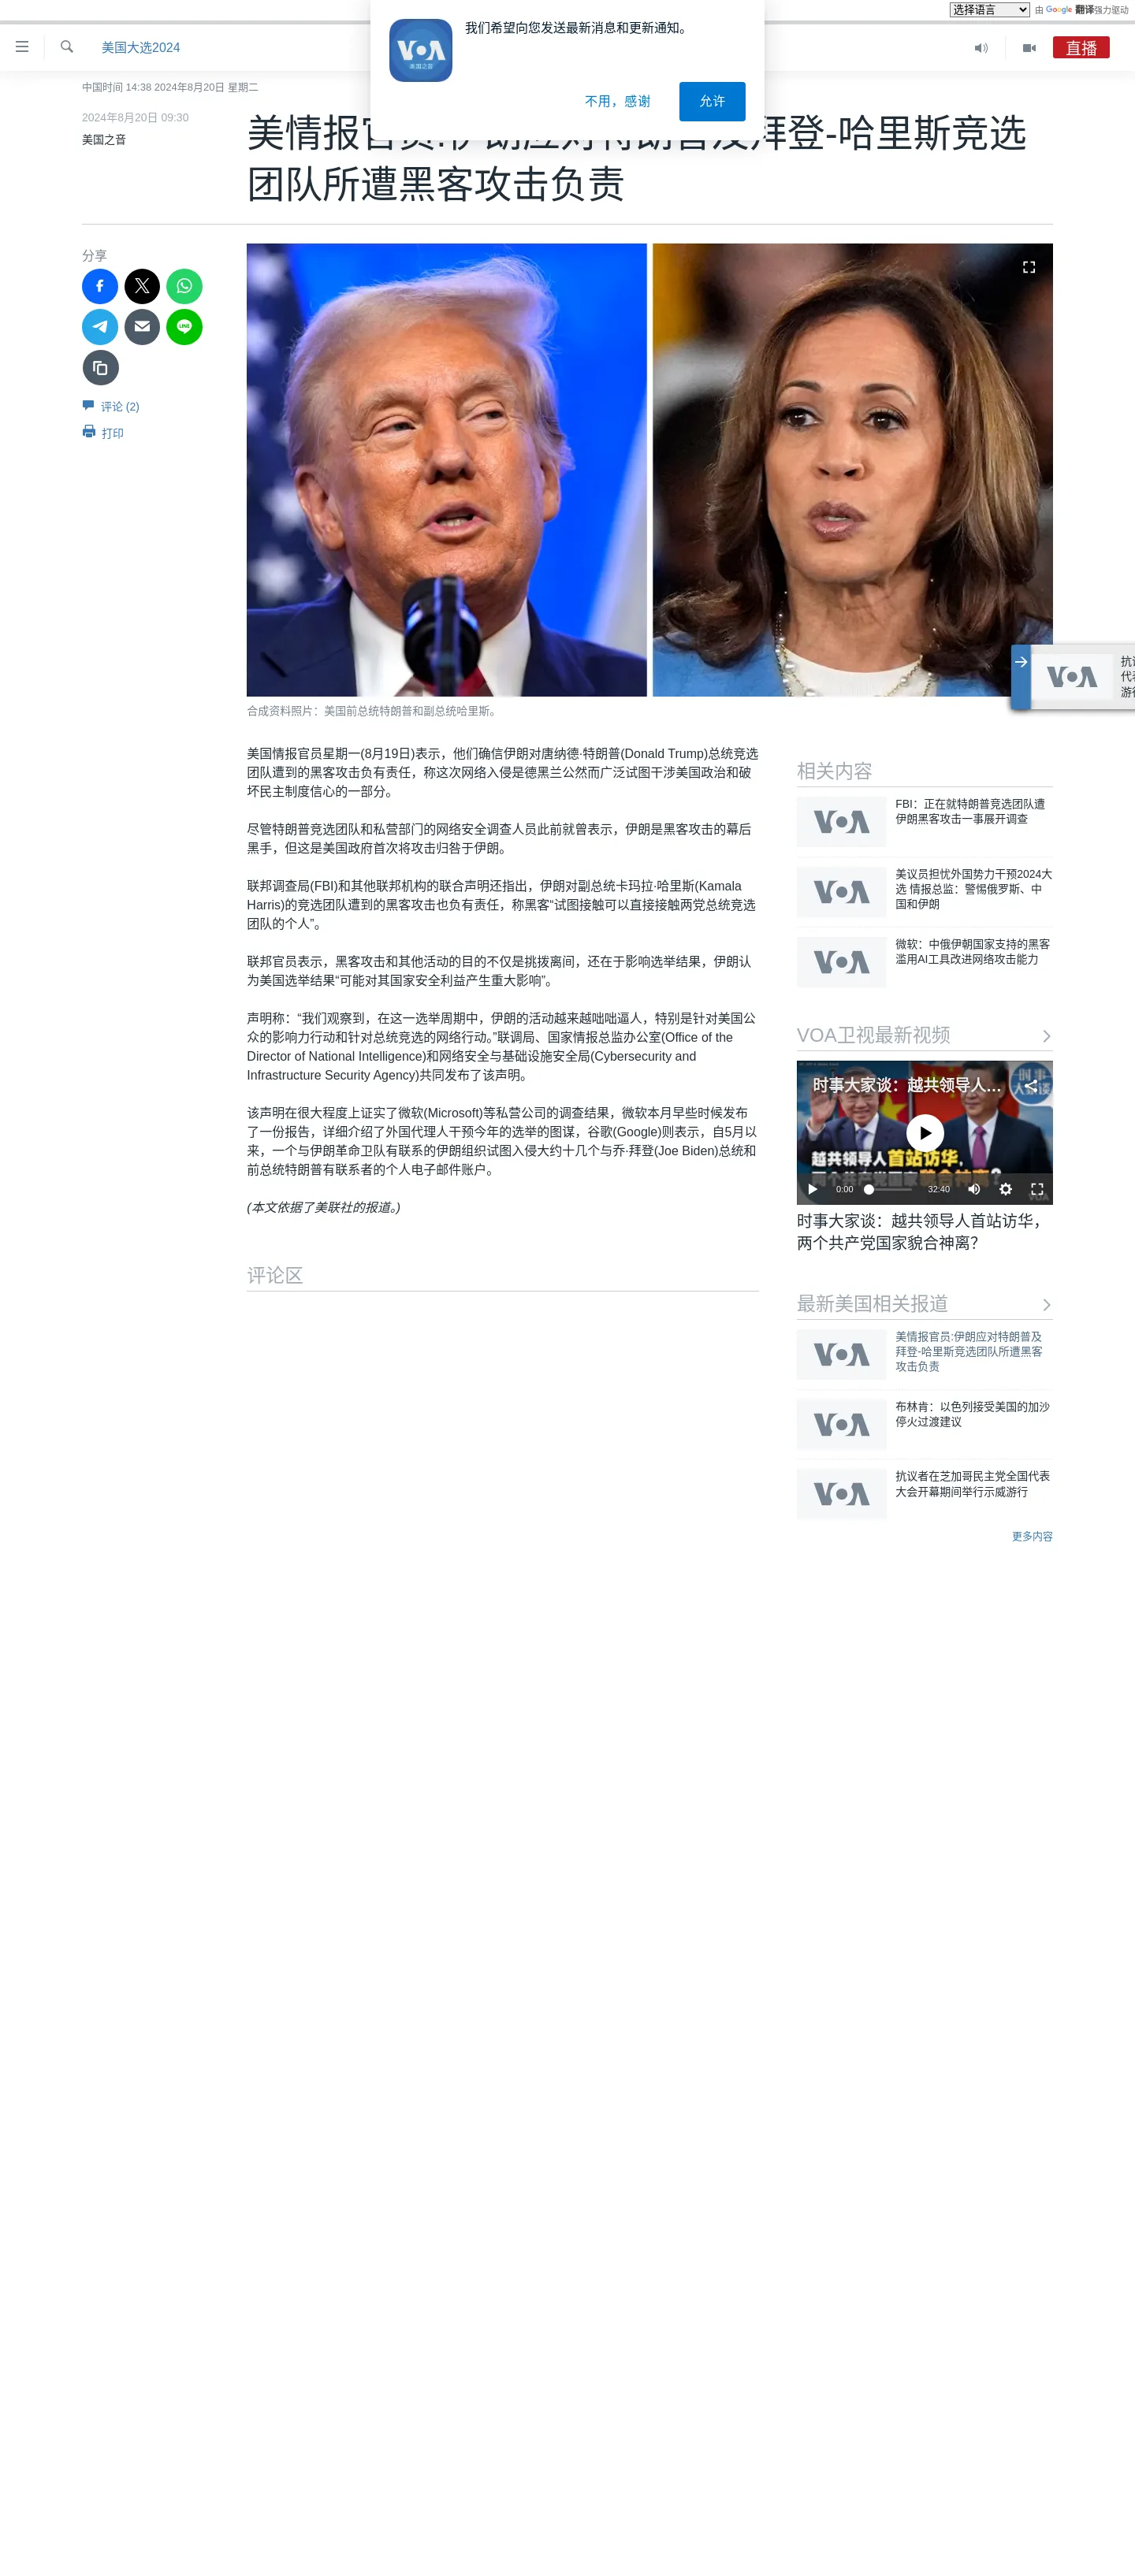 选择语言 由 Google 翻译强力驱动
我们希望向您发送最新消息和更新通知。
VOA
美国之音
不用，感谢 允许
美国大选2024
直播
中国时间 14:38 2024年8月20日 星期二
2024年8月20日 09:30
美国之音
美情报官员:伊朗应对特朗普及拜登-哈里斯竞选
团队所遭黑客攻击负责
分享
评论 (2)
打印
合成资料照片：美国前总统特朗普和副总统哈里斯。
美国情报官员星期一(8月19日)表示，他们确信伊朗对唐纳德·特朗普(Donald Trump)总统竞选
团队遭到的黑客攻击负有责任，称这次网络入侵是德黑兰公然而广泛试图干涉美国政治和破
坏民主制度信心的一部分。
尽管特朗普竞选团队和私营部门的网络安全调查人员此前就曾表示，伊朗是黑客攻击的幕后
黑手，但这是美国政府首次将攻击归咎于伊朗。
联邦调查局(FBI)和其他联邦机构的联合声明还指出，伊朗对副总统卡玛拉·哈里斯(Kamala
Harris)的竞选团队遭到的黑客攻击也负有责任，称黑客“试图接触可以直接接触两党总统竞选
团队的个人”。
联邦官员表示，黑客攻击和其他活动的目的不仅是挑拨离间，还在于影响选举结果，伊朗认
为美国选举结果“可能对其国家安全利益产生重大影响”。
声明称：“我们观察到，在这一选举周期中，伊朗的活动越来越咄咄逼人，特别是针对美国公
众的影响力行动和针对总统竞选的网络行动。”联调局、国家情报总监办公室(Office of the
Director of National Intelligence)和网络安全与基础设施安全局(Cybersecurity and
Infrastructure Security Agency)共同发布了该声明。
该声明在很大程度上证实了微软(Microsoft)等私营公司的调查结果，微软本月早些时候发布
了一份报告，详细介绍了外国代理人干预今年的选举的图谋，谷歌(Google)则表示，自5月以
来，一个与伊朗革命卫队有联系的伊朗组织试图入侵大约十几个与乔·拜登(Joe Biden)总统和
前总统特朗普有联系者的个人电子邮件账户。
(本文依据了美联社的报道。)
评论区
VOA
抗议
代表
游行
相关内容
VOA
FBI：正在就特朗普竞选团队遭
伊朗黑客攻击一事展开调查
VOA
美议员担忧外国势力干预2024大
选 情报总监：警惕俄罗斯、中
国和伊朗
VOA
微软：中俄伊朝国家支持的黑客
滥用AI工具改进网络攻击能力
VOA卫视最新视频
时事大家谈：越共领导人…
时事
大家谈
越共领导人首站访华，
两个共产党国家貌合神离？
0:00 32:40
VOA
时事大家谈：越共领导人首站访华，
两个共产党国家貌合神离？
最新美国相关报道
VOA
美情报官员:伊朗应对特朗普及
拜登-哈里斯竞选团队所遭黑客
攻击负责
VOA
布林肯：以色列接受美国的加沙
停火过渡建议
VOA
抗议者在芝加哥民主党全国代表
大会开幕期间举行示威游行
更多内容